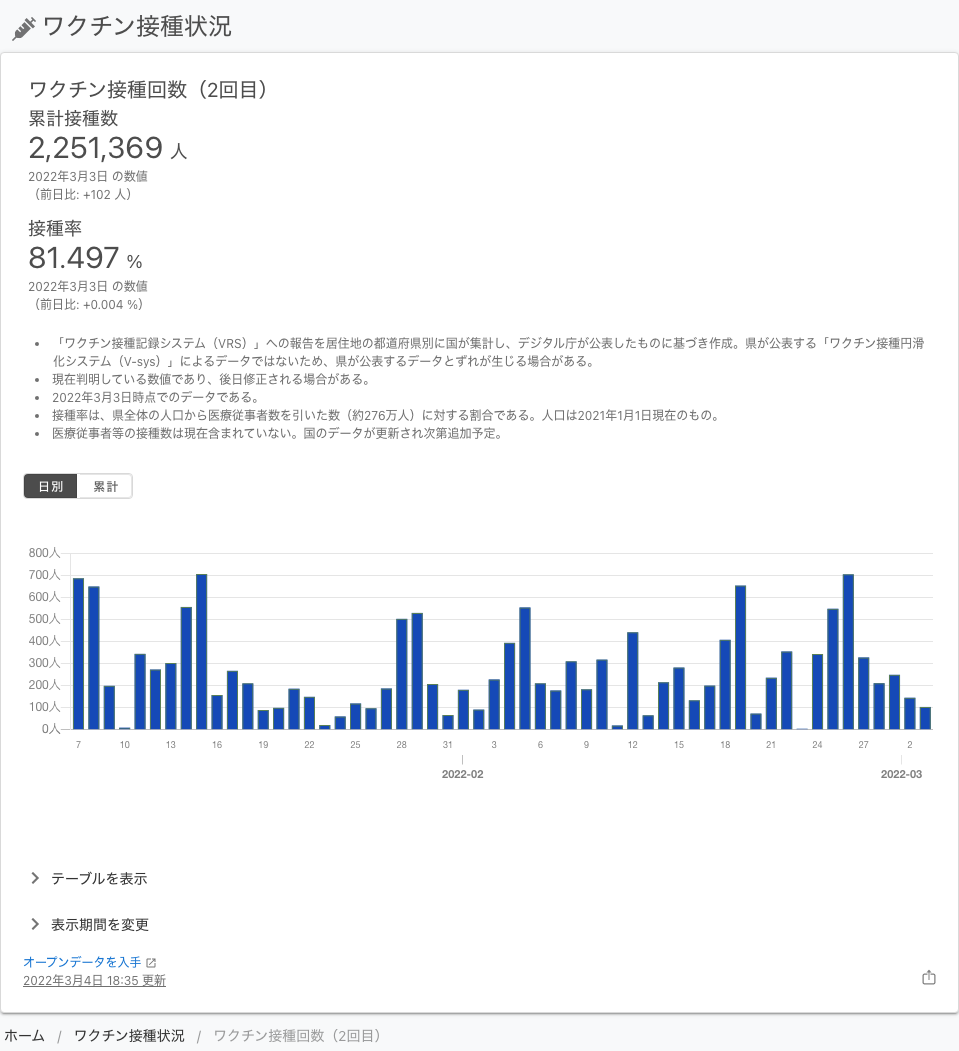 ワクチン接種状況
ワクチン接種回数（2回目）
累計接種数
2,251,369 人
2022年3月3日 の数値
（前日比: +102 人）
接種率
81.497 %
2022年3月3日 の数値
（前日比: +0.004 %）
• 「ワクチン接種記録システム（VRS）」への報告を居住地の都道府県別に国が集計し、デジタル庁が公表したものに基づき作成。県が公表する「ワクチン接種円滑
化システム（V-sys）」によるデータではないため、県が公表するデータとずれが生じる場合がある。
• 現在判明している数値であり、後日修正される場合がある。
• 2022年3月3日時点でのデータである。
• 接種率は、県全体の人口から医療従事者数を引いた数（約276万人）に対する割合である。人口は2021年1月1日現在のもの。
• 医療従事者等の接種数は現在含まれていない。国のデータが更新され次第追加予定。
日別 累計
800人
700人
600人
500人
400人
300人
200人
100人
0人
7 10 13 16 19 22 25 28 31 3 6 9 12 15 18 21 24 27 2
2022-02 2022-03
テーブルを表示
表示期間を変更
オープンデータを入手
2022年3月4日 18:35 更新
ホーム / ワクチン接種状況 / ワクチン接種回数（2回目）